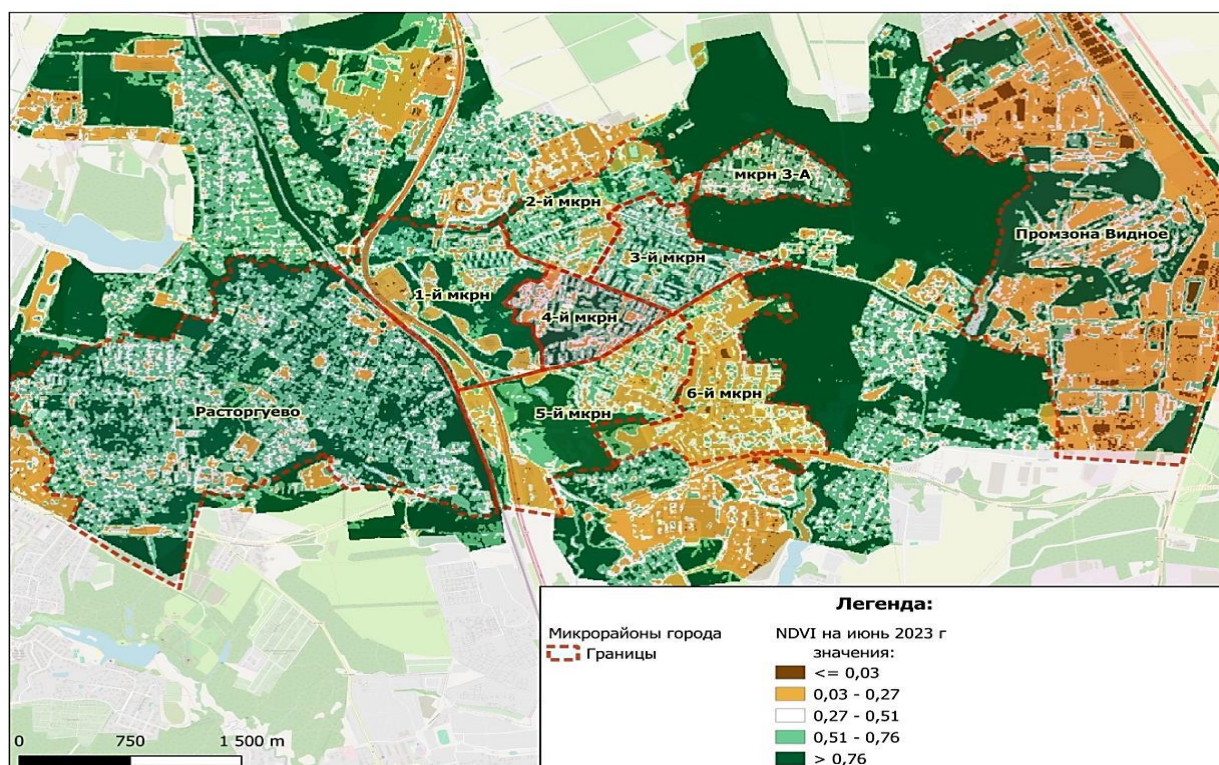 мкрн 3-А
2-й мкрн
Промзона Видное
3-й мкрн
1-й мкрн
4-й мкрн
6-й мкрн
5-й мкрн
Расторгуево
Легенда:
Микрорайоны города
Границы
NDVI на июнь 2023 г
значения:
<= 0,03
0,03 - 0,27
0,27 - 0,51
0,51 - 0,76
> 0,76
0 750 1 500 m